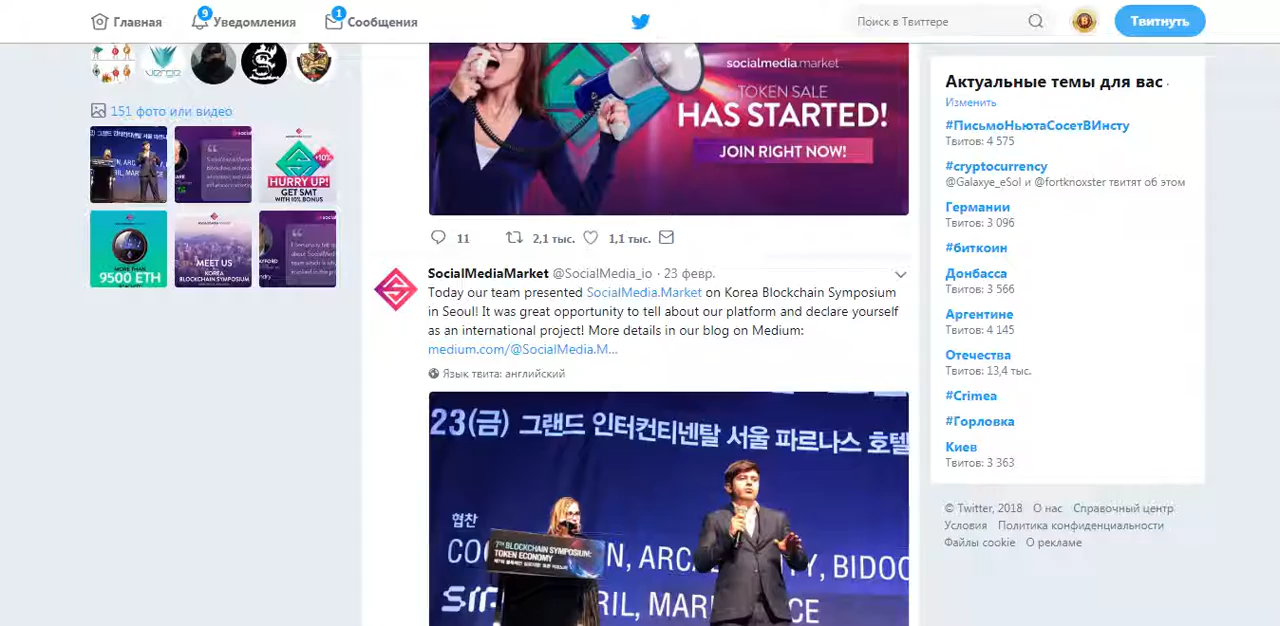 Главная
9
Уведомления
1
Сообщения
Поиск в Твиттере
Твитнуть
verge
151 фото или видео
HURRY UP!
GET SMT
WITH 10% BONUS
+10%
MORE THAN
9500 ETH
MEET US
KOREA
BLOCKCHAIN SYMPOSIUM
socialmedia.market
TOKEN SALE
HAS STARTED!
JOIN RIGHT NOW!
11
2,1 тыс.
1,1 тыс.
SocialMediaMarket @SocialMedia_io · 23 февр.
Today our team presented SocialMedia.Market on Korea Blockchain Symposium
in Seoul! It was great opportunity to tell about our platform and declare yourself
as an international project! More details in our blog on Medium:
medium.com/@SocialMedia.M...
Язык твита: английский
23(금) 그랜드 인터컨티넨탈 서울 파르나스 호텔
협찬
7TH BLOCKCHAIN SYMPOSIUM:
TOKEN ECONOMY
Актуальные темы для вас ·
Изменить
#ПисьмоНьютаСосетВИнсту
Твитов: 4 575
#cryptocurrency
@Galaxye_eSol и @fortknoxster твитят об этом
Германии
Твитов: 3 096
#биткоин
Донбасса
Твитов: 3 566
Аргентине
Твитов: 4 145
Отечества
Твитов: 13,4 тыс.
#Crimea
#Горловка
Киев
Твитов: 3 363
© Twitter, 2018 О нас Справочный центр
Условия Политика конфиденциальности
Файлы cookie О рекламе